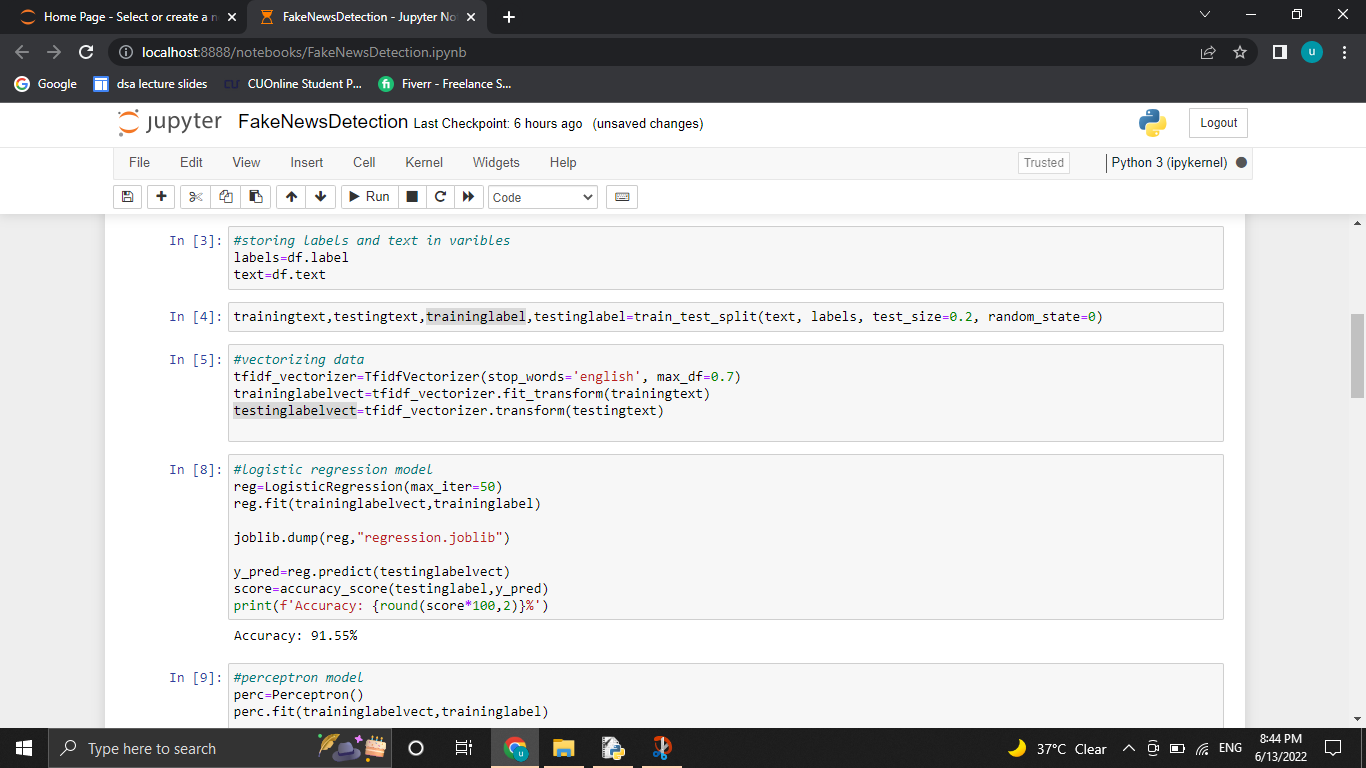 Home Page - Select or create a n
FakeNewsDetection - Jupyter No
localhost:8888/notebooks/FakeNewsDetection.ipynb
u
Google
dsa lecture slides
CU
CUOnline Student P...
fi
Fiverr - Freelance S...
jupyter FakeNewsDetection Last Checkpoint: 6 hours ago (unsaved changes)
Logout
File Edit View Insert Cell Kernel Widgets Help
Trusted
Python 3 (ipykernel)
Run
Code
In [3]:
#storing labels and text in varibles
labels=df.label
text=df.text
In [4]:
trainingtext,testingtext,traininglabel,testinglabel=train_test_split(text, labels, test_size=0.2, random_state=0)
In [5]:
#vectorizing data
tfidf_vectorizer=TfidfVectorizer(stop_words='english', max_df=0.7)
traininglabelvect=tfidf_vectorizer.fit_transform(trainingtext)
testinglabelvect=tfidf_vectorizer.transform(testingtext)
In [8]:
#logistic regression model
reg=LogisticRegression(max_iter=50)
reg.fit(traininglabelvect,traininglabel)
joblib.dump(reg,"regression.joblib")
y_pred=reg.predict(testinglabelvect)
score=accuracy_score(testinglabel,y_pred)
print(f'Accuracy: {round(score*100,2)}%')
Accuracy: 91.55%
In [9]:
#perceptron model
perc=Perceptron()
perc.fit(traininglabelvect,traininglabel)
Type here to search
u
37°C Clear
ENG
8:44 PM
6/13/2022